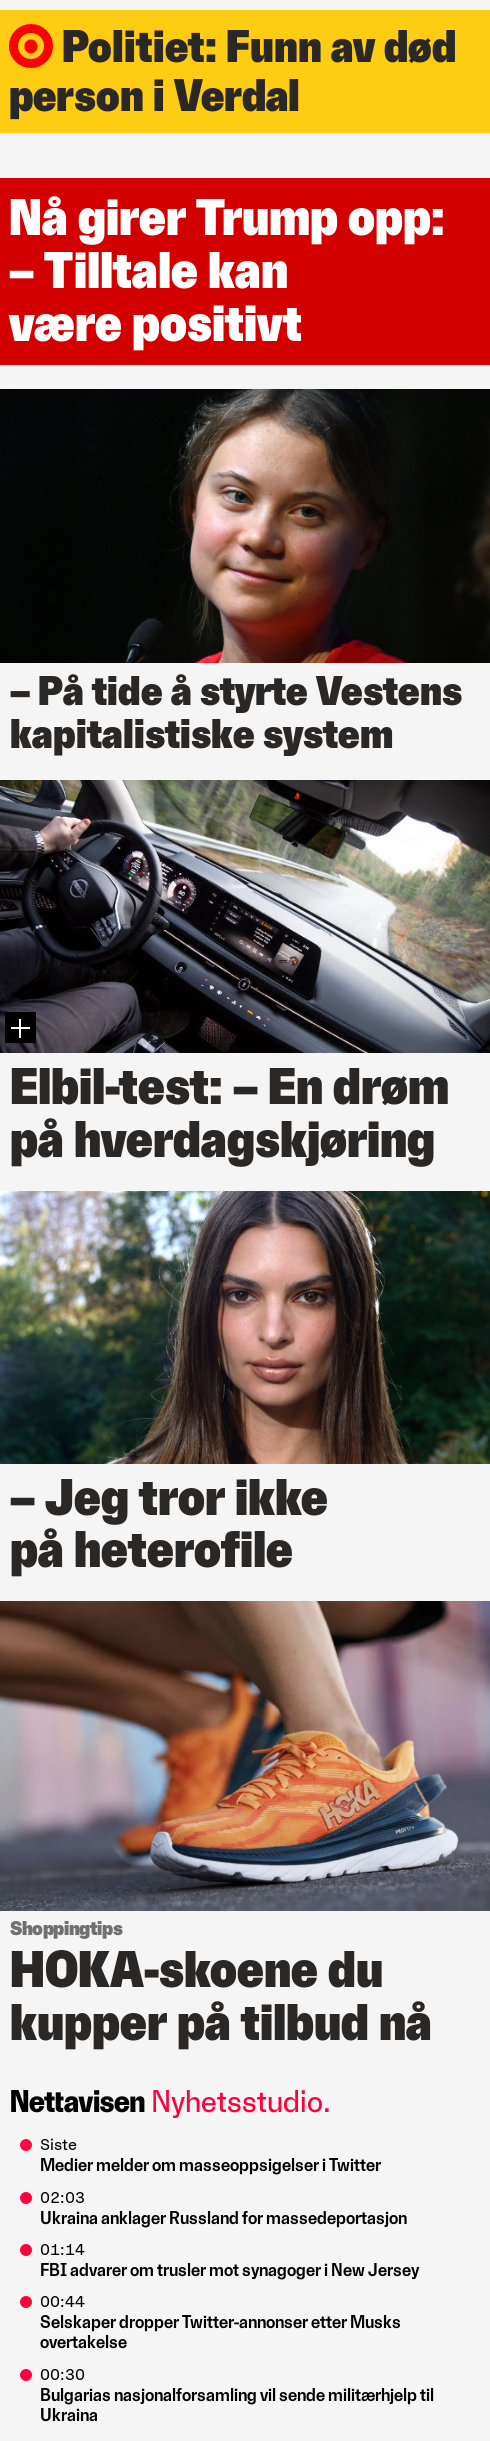 Politiet: Funn av død
person i Verdal
Nå girer Trump opp:
– Tilltale kan
være positivt
– På tide å styrte Vestens
kapitalistiske system
Elbil-test: – En drøm
på hverdagskjøring
– Jeg tror ikke
på heterofile
HOKA
Shoppingtips
HOKA-skoene du
kupper på tilbud nå
Nettavisen Nyhetsstudio.
Siste
Medier melder om masseoppsigelser i Twitter
02:03
Ukraina anklager Russland for massedeportasjon
01:14
FBI advarer om trusler mot synagoger i New Jersey
00:44
Selskaper dropper Twitter-annonser etter Musks
overtakelse
00:30
Bulgarias nasjonalforsamling vil sende militærhjelp til
Ukraina